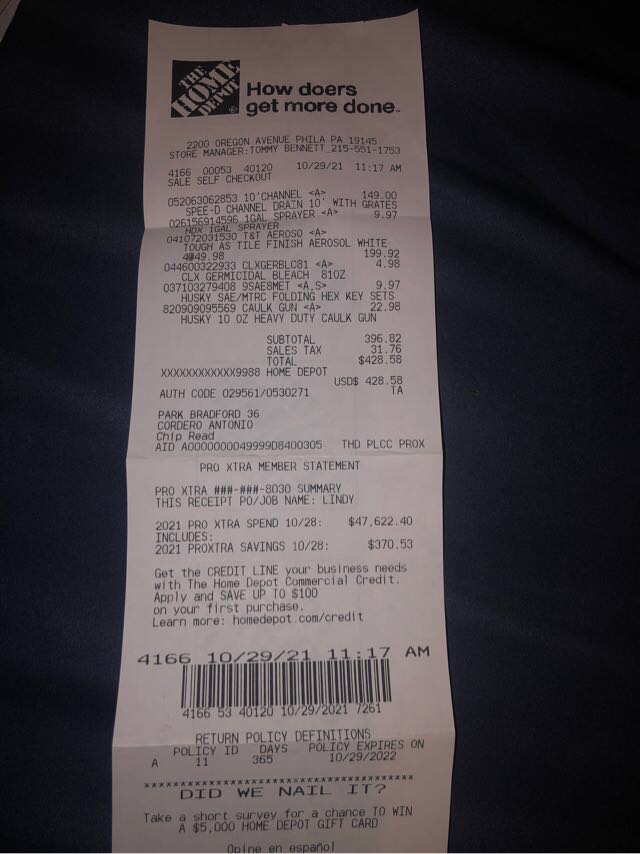 THE
HOME
DEPOT
How doers
get more done.
2200 OREGON AVENUE PHILA PA 19145
STORE MANAGER:TOMMY BENNETT 215-551-1753
4166 00053 40120 10/29/21 11:17 AM
SALE SELF CHECKOUT
052063062853 10'CHANNEL <A> 149.00
SPEE-D CHANNEL DRAIN 10' WITH GRATES
026156914596 1GAL SPRAYER <A> 9.97
HDX 1GAL SPRAYER
041072031530 T&T AEROSO <A>
TOUGH AS TILE FINISH AEROSOL WHITE
4@49.98 199.92
044600322933 CLXGERBLC81 <A> 4.98
CLX GERMICIDAL BLEACH 81OZ
037103279408 9SAE8MET <A,S> 9.97
HUSKY SAE/MTRC FOLDING HEX KEY SETS
820909095569 CAULK GUN <A> 22.98
HUSKY 10 OZ HEAVY DUTY CAULK GUN
SUBTOTAL 396.82
SALES TAX 31.76
TOTAL $428.58
XXXXXXXXXXXX9988 HOME DEPOT
USD$ 428.58
AUTH CODE 029561/0530271 TA
PARK BRADFORD 36
CORDERO ANTONIO
Chip Read
AID A0000000049999D8400305 THD PLCC PROX
PRO XTRA MEMBER STATEMENT
PRO XTRA ###-###-8030 SUMMARY
THIS RECEIPT PO/JOB NAME: LINDY
2021 PRO XTRA SPEND 10/28: $47,622.40
INCLUDES:
2021 PROXTRA SAVINGS 10/28: $370.53
Get the CREDIT LINE your business needs
with The Home Depot Commercial Credit.
Apply and SAVE UP TO $100
on your first purchase.
Learn more: homedepot.com/credit
4166 10/29/21 11:17 AM
4166 53 40120 10/29/2021 7261
RETURN POLICY DEFINITIONS
POLICY ID DAYS POLICY EXPIRES ON
A 11 365 10/29/2022
****************************************
DID WE NAIL IT?
Take a short survey for a chance TO WIN
A $5,000 HOME DEPOT GIFT CARD
Opine en español